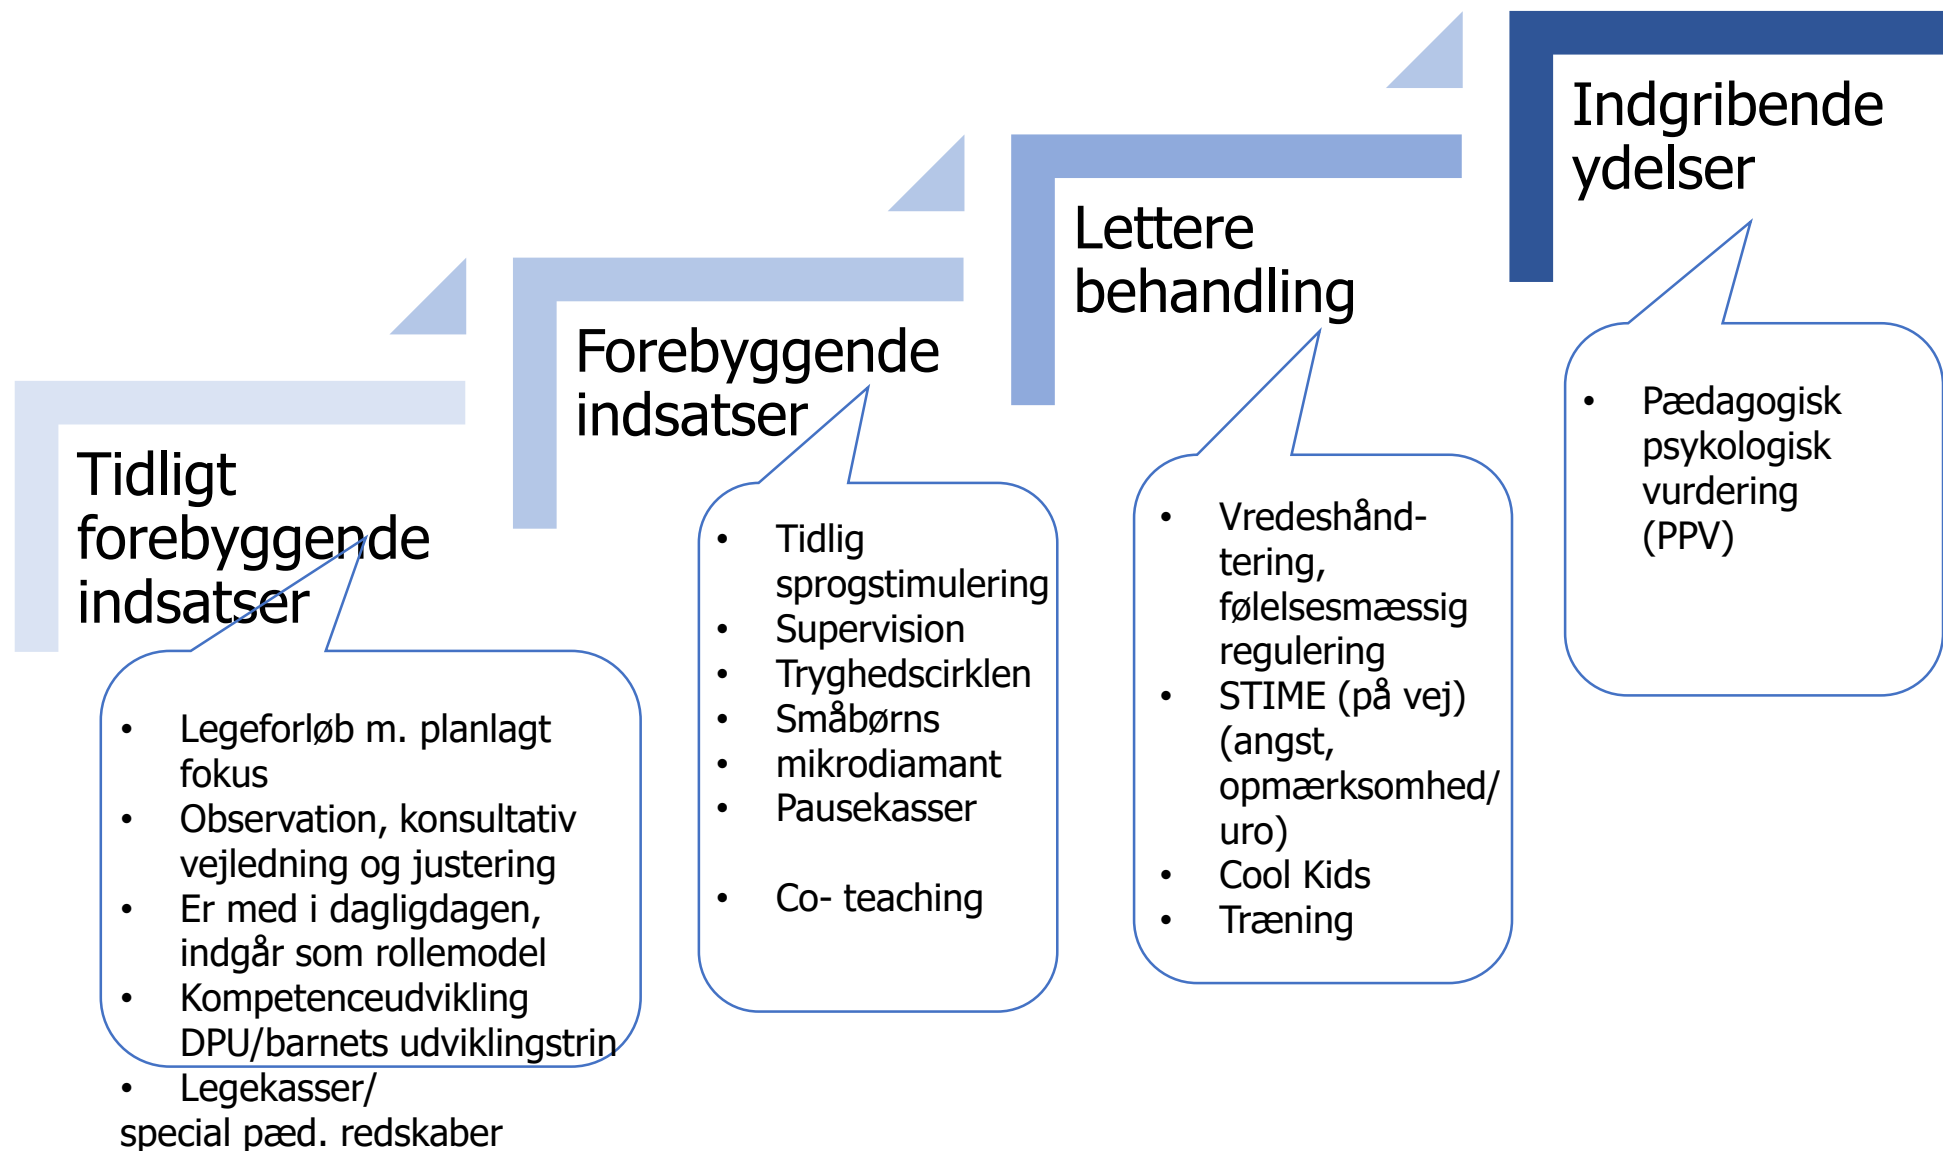 Tidligt
forebyggende
indsatser
• Legeforløb m. planlagt
fokus
• Observation, konsultativ
vejledning og justering
• Er med i dagligdagen,
indgår som rollemodel
• Kompetenceudvikling
DPU/barnets udviklingstrin
• Legekasser/
special pæd. redskaber
Forebyggende
indsatser
• Tidlig
sprogstimulering
• Supervision
• Tryghedscirklen
• Småbørns
• mikrodiamant
• Pausekasser
• Co- teaching
Lettere
behandling
• Vredeshånd-
tering,
følelsesmæssig
regulering
• STIME (på vej)
(angst,
opmærksomhed/
uro)
• Cool Kids
• Træning
Indgribende
ydelser
• Pædagogisk
psykologisk
vurdering
(PPV)